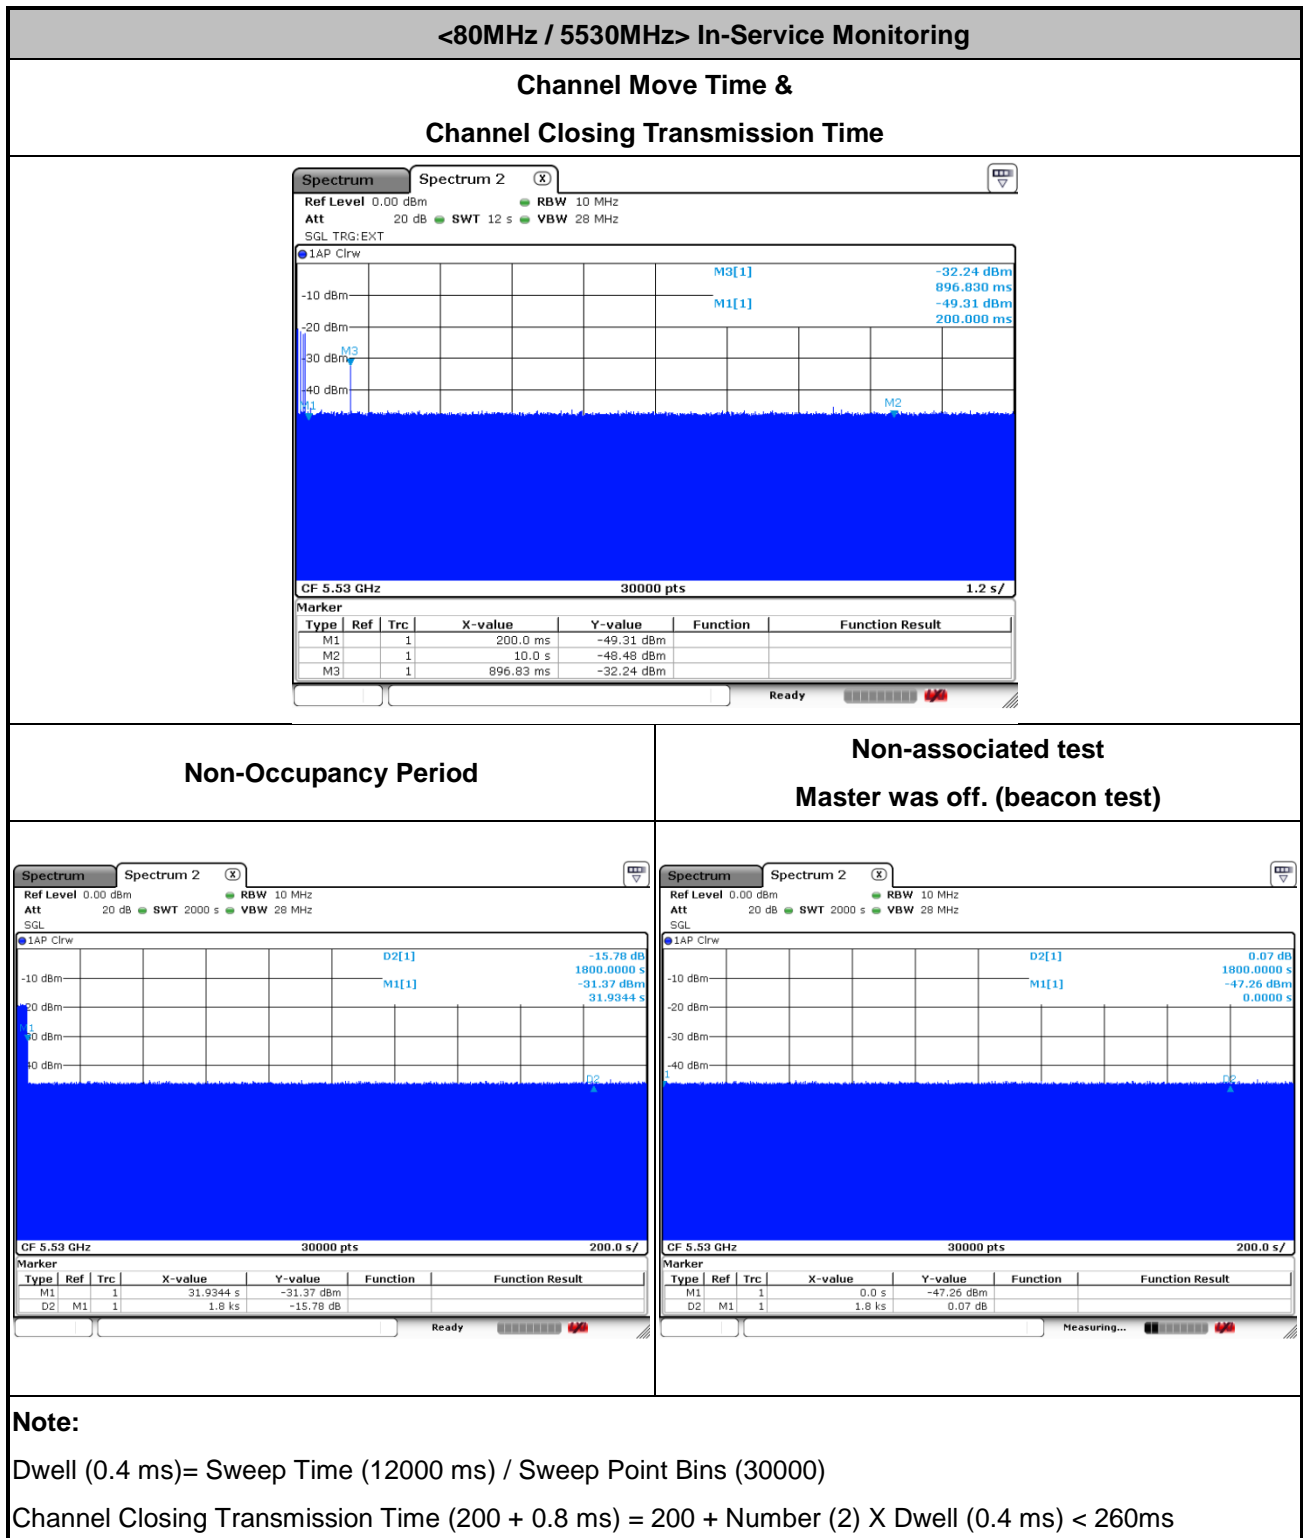 <80MHz / 5530MHz> In-Service Monitoring
Channel Move Time &
Channel Closing Transmission Time
Spectrum Spectrum 2 X
Ref Level 0.00 dBm RBW 10 MHz
Att 20 dB SWT 12 s VBW 28 MHz
SGL TRG:EXT
1AP Clrw
M3[1] -32.24 dBm
896.830 ms
-10 dBm
M1[1] -49.31 dBm
200.000 ms
-20 dBm
M3
-30 dBm
-40 dBm
M1
M2
CF 5.53 GHz 30000 pts 1.2 s/
Marker
Type Ref Trc X-value Y-value Function Function Result
M1 1 200.0 ms -49.31 dBm
M2 1 10.0 s -48.48 dBm
M3 1 896.83 ms -32.24 dBm
Ready
Non-Occupancy Period
Non-associated test
Master was off. (beacon test)
Spectrum Spectrum 2 X
Ref Level 0.00 dBm RBW 10 MHz
Att 20 dB SWT 2000 s VBW 28 MHz
SGL
1AP Clrw
D2[1] -15.78 dB
1800.0000 s
-10 dBm
M1[1] -31.37 dBm
31.9344 s
-20 dBm
M1
-30 dBm
-40 dBm
D2
CF 5.53 GHz 30000 pts 200.0 s/
Marker
Type Ref Trc X-value Y-value Function Function Result
M1 1 31.9344 s -31.37 dBm
D2 M1 1 1.8 ks -15.78 dB
Ready
Spectrum Spectrum 2 X
Ref Level 0.00 dBm RBW 10 MHz
Att 20 dB SWT 2000 s VBW 28 MHz
SGL
1AP Clrw
D2[1] 0.07 dB
1800.0000 s
-10 dBm
M1[1] -47.26 dBm
0.0000 s
-20 dBm
-30 dBm
-40 dBm
1
D2
CF 5.53 GHz 30000 pts 200.0 s/
Marker
Type Ref Trc X-value Y-value Function Function Result
M1 1 0.0 s -47.26 dBm
D2 M1 1 1.8 ks 0.07 dB
Measuring...
Note:
Dwell (0.4 ms)= Sweep Time (12000 ms) / Sweep Point Bins (30000)
Channel Closing Transmission Time (200 + 0.8 ms) = 200 + Number (2) X Dwell (0.4 ms) < 260ms